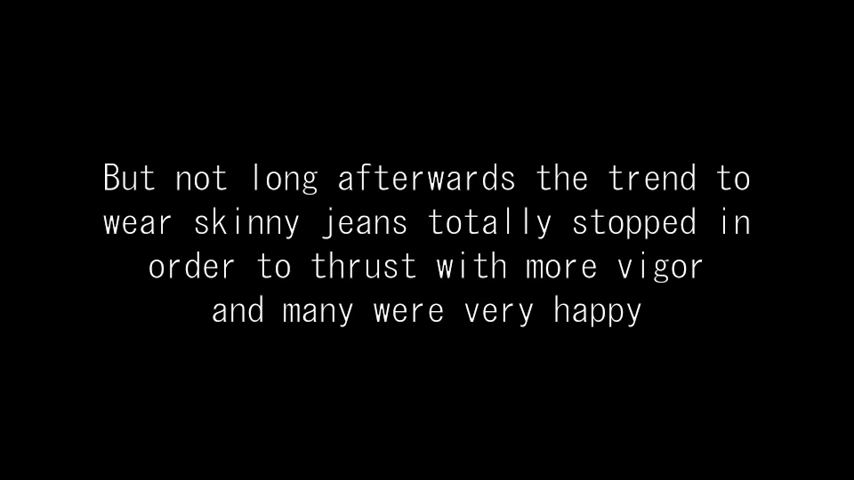 But not long afterwards the trend to
wear skinny jeans totally stopped in
order to thrust with more vigor
and many were very happy